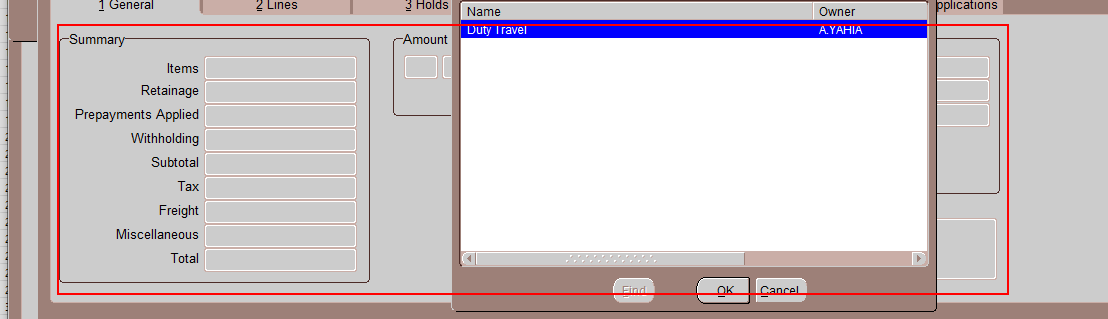 1 General
2 Lines
3 Holds
pplications
Name
Owner
Duty Travel
A.YAHIA
Summary
Amount
Items
Retainage
Prepayments Applied
Withholding
Subtotal
Tax
Freight
Miscellaneous
Total
Find
OK
Cancel